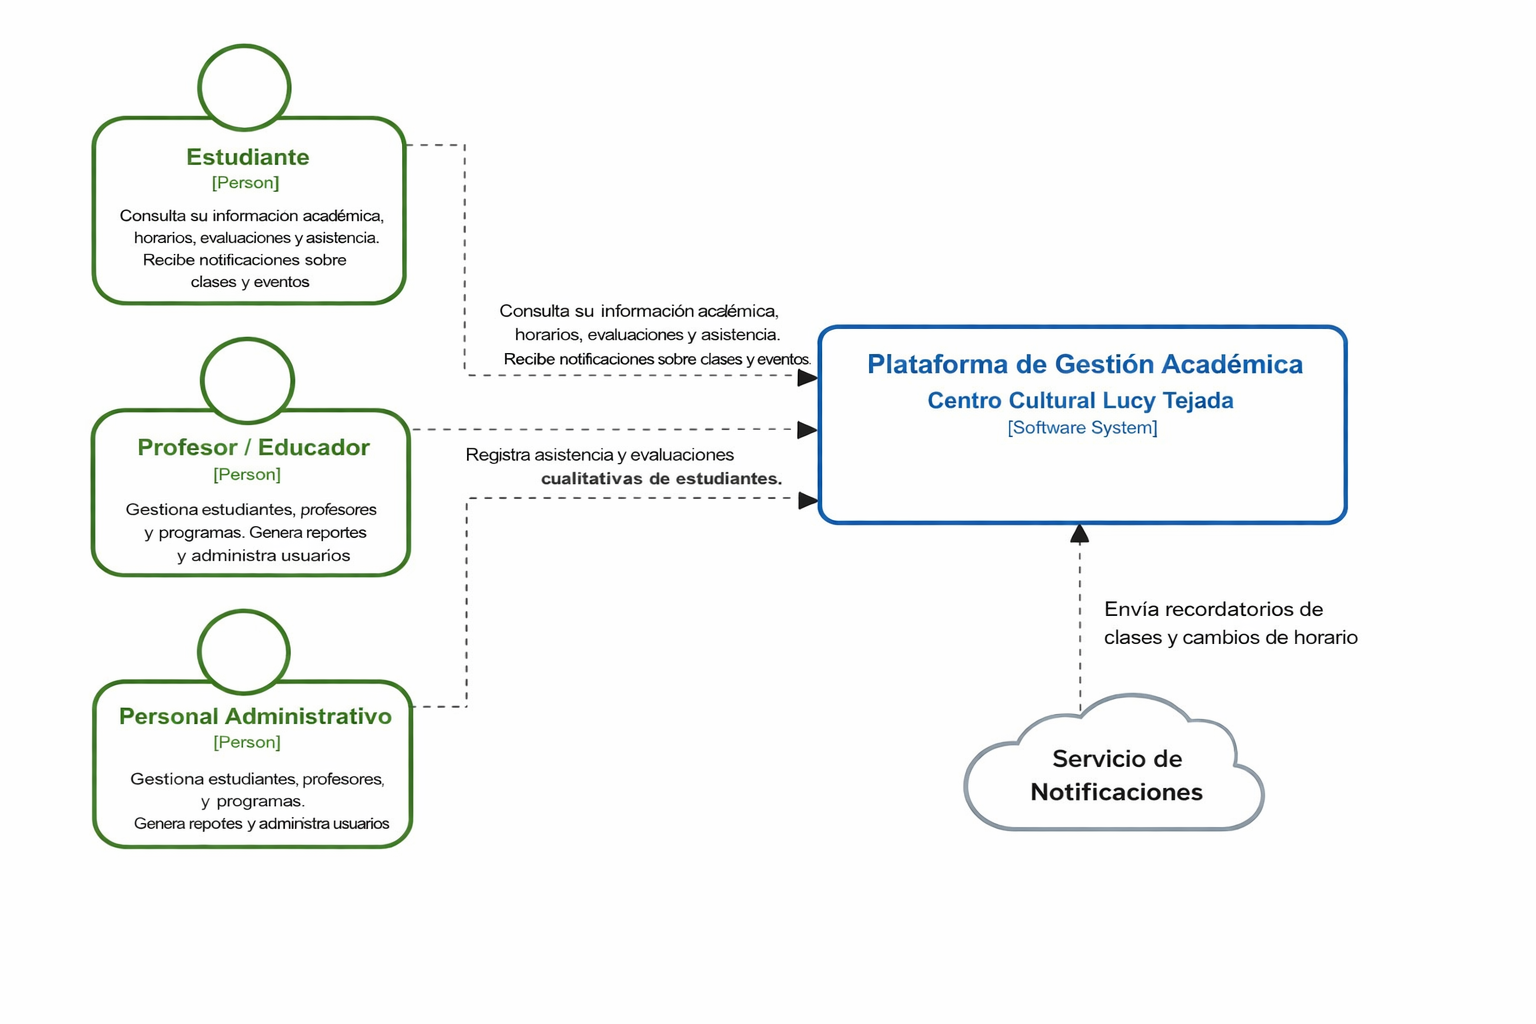 Estudiante
[Person]
Consulta su informacion académica,
horarios, evaluaciones y asistencia.
Recibe notificaciones sobre
clases y eventos
Consulta su información acalémica,
horarios, evaluaciones y asistencia.
Recibe notificaciones sobre clases y eventos.
Profesor / Educador
[Person]
Gestiona estudiantes, profesores
y programas. Genera reportes
y administra usuarios
Registra asistencia y evaluaciones
cualitativas de estudiantes.
Personal Administrativo
[Person]
Gestiona estudiantes, profesores,
y programas.
Genera repotes y administra usuarios
Plataforma de Gestión Académica
Centro Cultural Lucy Tejada
[Software System]
Envía recordatorios de
clases y cambios de horario
Servicio de
Notificaciones